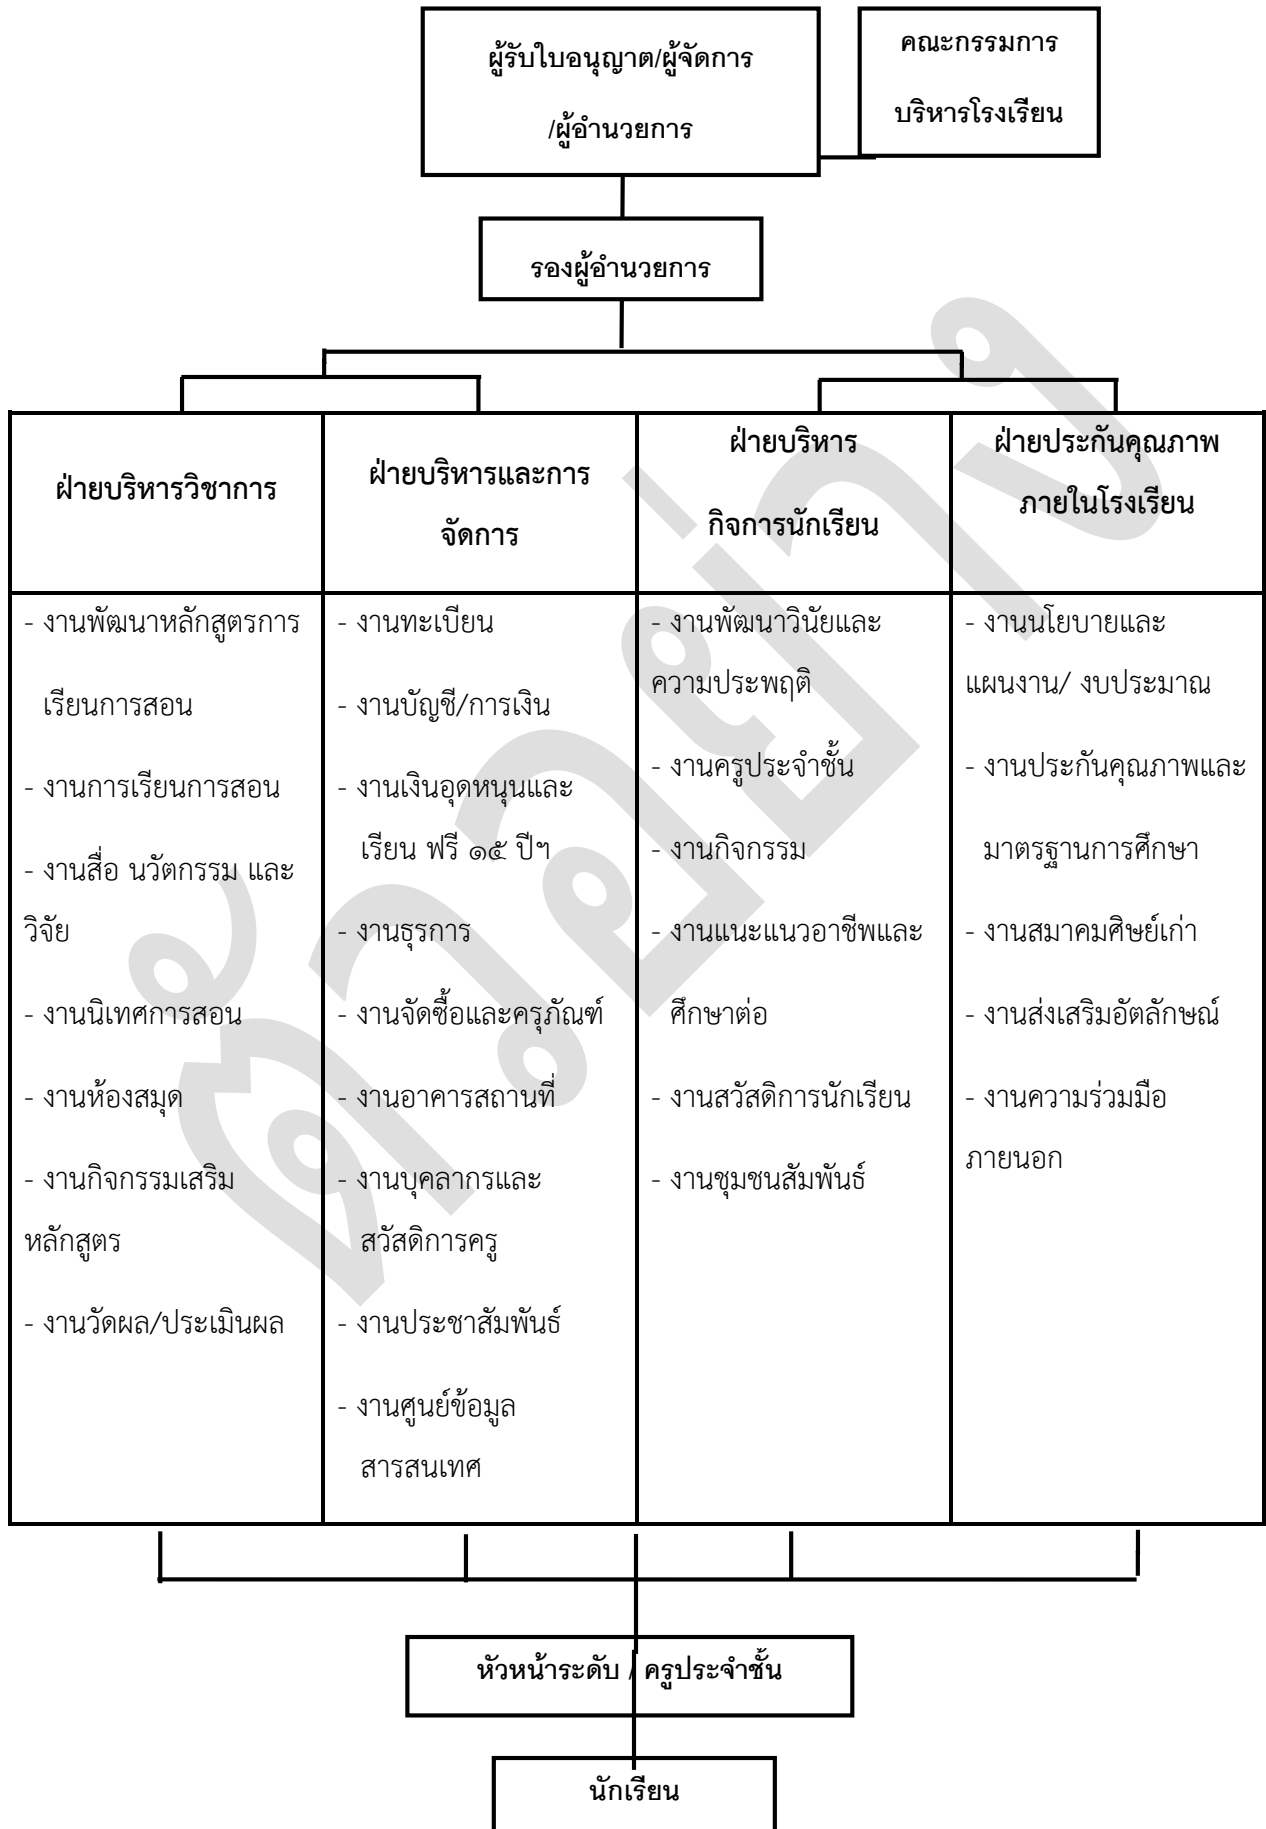 ผู้รับใบอนุญาต/ผู้จัดการ
/ผู้อำนวยการ
คณะกรรมการ
บริหารโรงเรียน
รองผู้อำนวยการ
ฝ่ายบริหารวิชาการ
ฝ่ายบริหารและการ
จัดการ
ฝ่ายบริหาร
กิจการนักเรียน
ฝ่ายประกันคุณภาพ
ภายในโรงเรียน
- งานพัฒนาหลักสูตรการ
เรียนการสอน
- งานการเรียนการสอน
- งานสื่อ นวัตกรรม และ
วิจัย
- งานนิเทศการสอน
- งานห้องสมุด
- งานกิจกรรมเสริม
หลักสูตร
- งานวัดผล/ประเมินผล
- งานทะเบียน
- งานบัญชี/การเงิน
- งานเงินอุดหนุนและ
เรียน ฟรี ๑๕ ปีฯ
- งานธุรการ
- งานจัดซื้อและครุภัณฑ์
- งานอาคารสถานที่
- งานบุคลากรและ
สวัสดิการครู
- งานประชาสัมพันธ์
- งานศูนย์ข้อมูล
สารสนเทศ
- งานพัฒนาวินัยและ
ความประพฤติ
- งานครูประจำชั้น
- งานกิจกรรม
- งานแนะแนวอาชีพและ
ศึกษาต่อ
- งานสวัสดิการนักเรียน
- งานชุมชนสัมพันธ์
- งานนโยบายและ
แผนงาน/ งบประมาณ
- งานประกันคุณภาพและ
มาตรฐานการศึกษา
- งานสมาคมศิษย์เก่า
- งานส่งเสริมอัตลักษณ์
- งานความร่วมมือ
ภายนอก
หัวหน้าระดับ / ครูประจำชั้น
นักเรียน
ตัวอย่าง